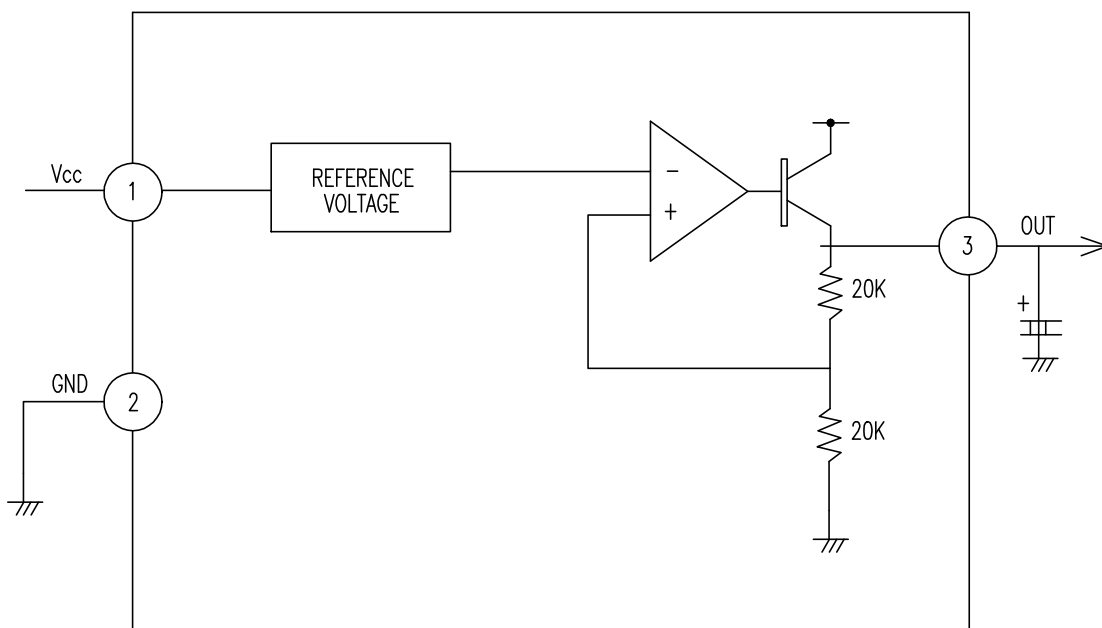 Vcc
1
REFERENCE
VOLTAGE
-
+
3
OUT
20K
+
GND
2
20K